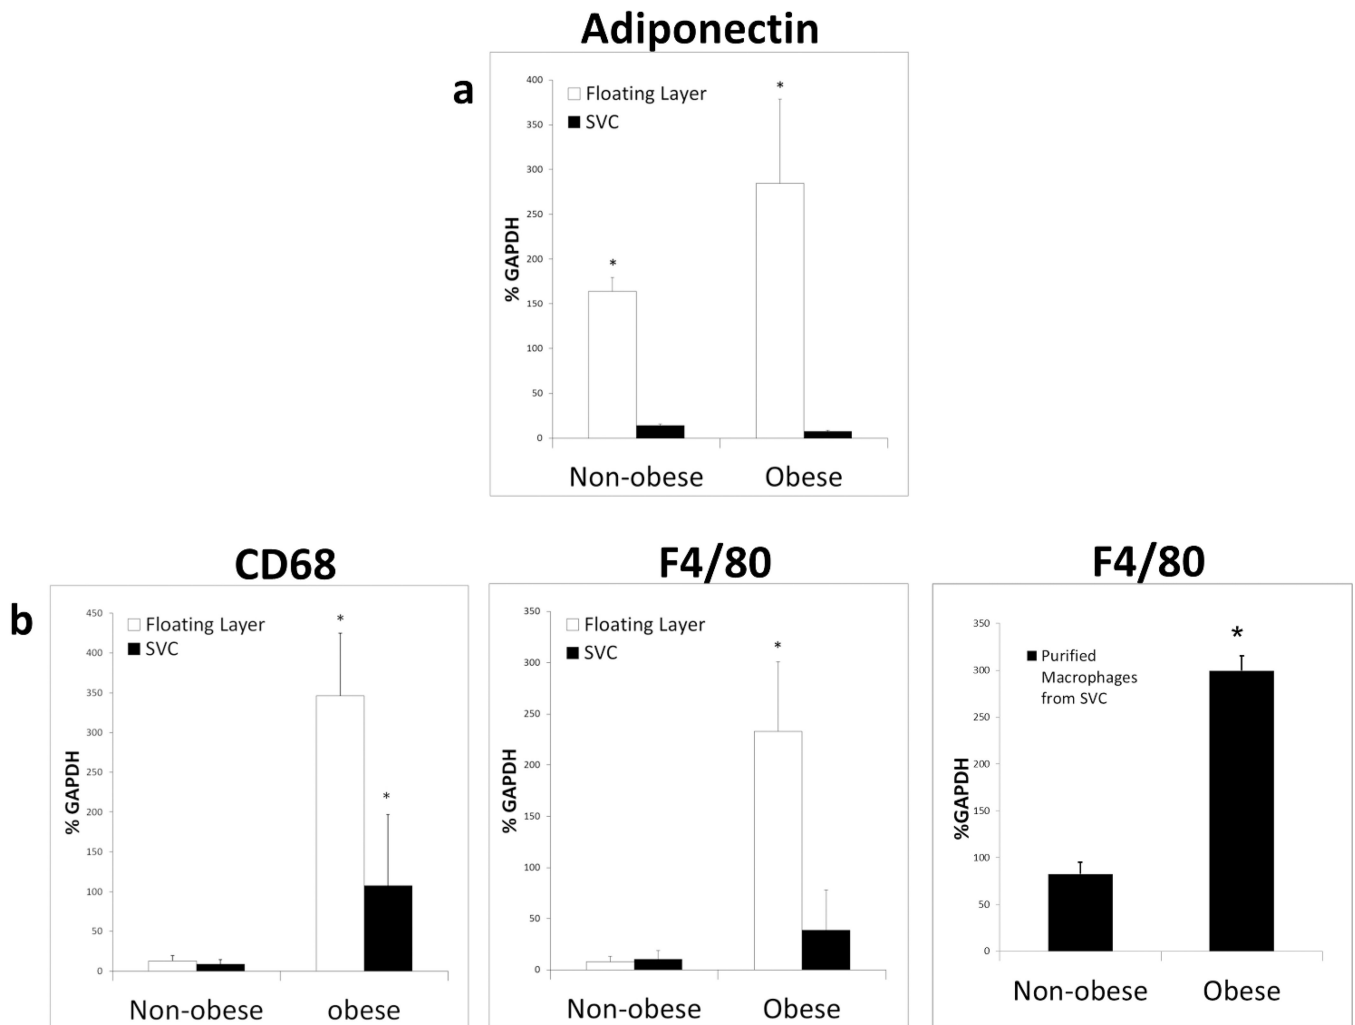 Adiponectin
a
Floating Layer
SVC
*
*
400
350
300
250
200
150
100
50
0
% GAPDH
Non-obese
Obese
b
CD68
Floating Layer
SVC
*
*
450
400
350
300
250
200
150
100
50
0
% GAPDH
Non-obese
obese
F4/80
Floating Layer
SVC
*
350
300
250
200
150
100
50
0
% GAPDH
Non-obese
Obese
F4/80
Purified
Macrophages
from SVC
*
350
300
250
200
150
100
50
0
%GAPDH
Non-obese
Obese